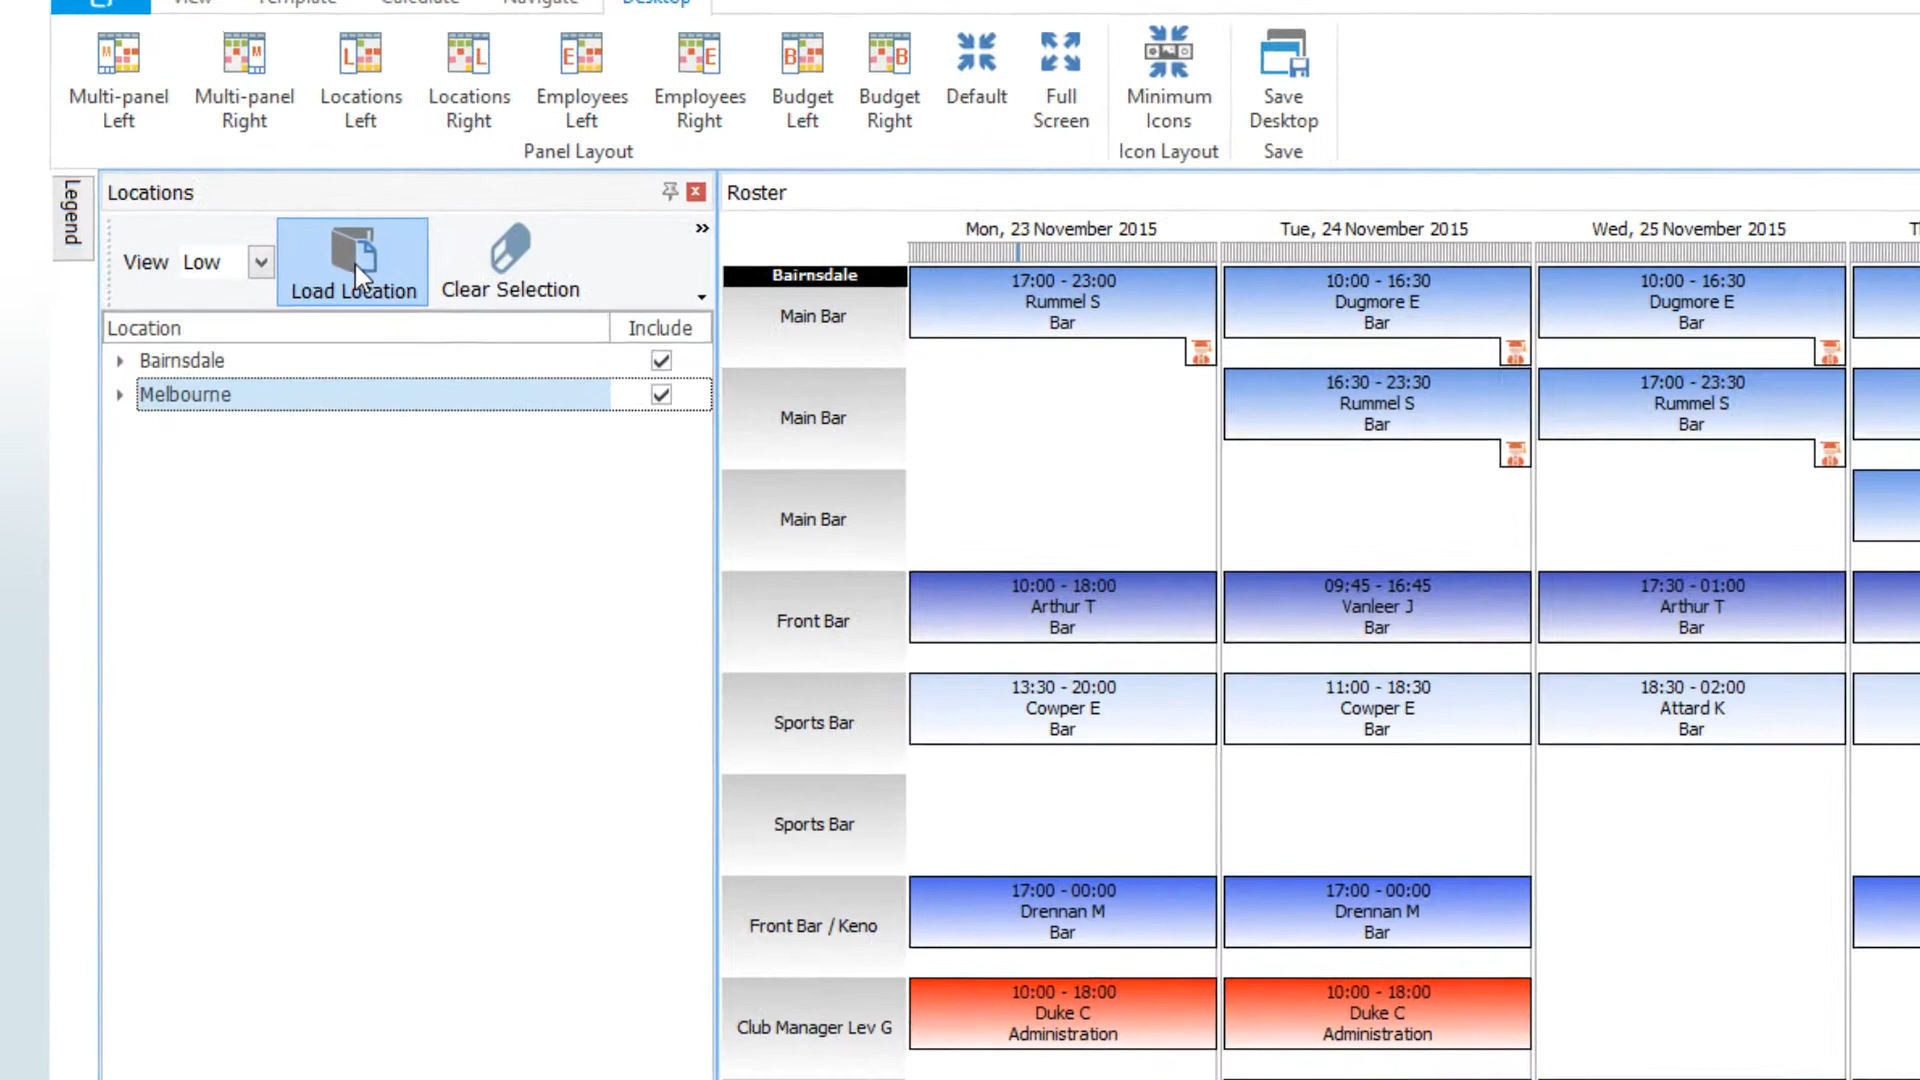 View
Template
Calculate
Navigate
Desktop
M
M
L
L
E
E
B
B
Multi-panel
Left
Multi-panel
Right
Locations
Left
Locations
Right
Employees
Left
Employees
Right
Budget
Left
Budget
Right
Default
Full
Screen
Minimum
Icons
Save
Desktop
Panel Layout
Icon Layout
Save
Legend
Locations
View Low
Load Location
Clear Selection
Location Include
Bairnsdale
Melbourne
Roster
Mon, 23 November 2015
Tue, 24 November 2015
Wed, 25 November 2015
Bairnsdale
Main Bar
17:00 - 23:00
Rummel S
Bar
10:00 - 16:30
Dugmore E
Bar
10:00 - 16:30
Dugmore E
Bar
Main Bar
16:30 - 23:30
Rummel S
Bar
17:00 - 23:30
Rummel S
Bar
Main Bar
Front Bar
10:00 - 18:00
Arthur T
Bar
09:45 - 16:45
Vanleer J
Bar
17:30 - 01:00
Arthur T
Bar
Sports Bar
13:30 - 20:00
Cowper E
Bar
11:00 - 18:30
Cowper E
Bar
18:30 - 02:00
Attard K
Bar
Sports Bar
Front Bar / Keno
17:00 - 00:00
Drennan M
Bar
17:00 - 00:00
Drennan M
Bar
Club Manager Lev G
10:00 - 18:00
Duke C
Administration
10:00 - 18:00
Duke C
Administration